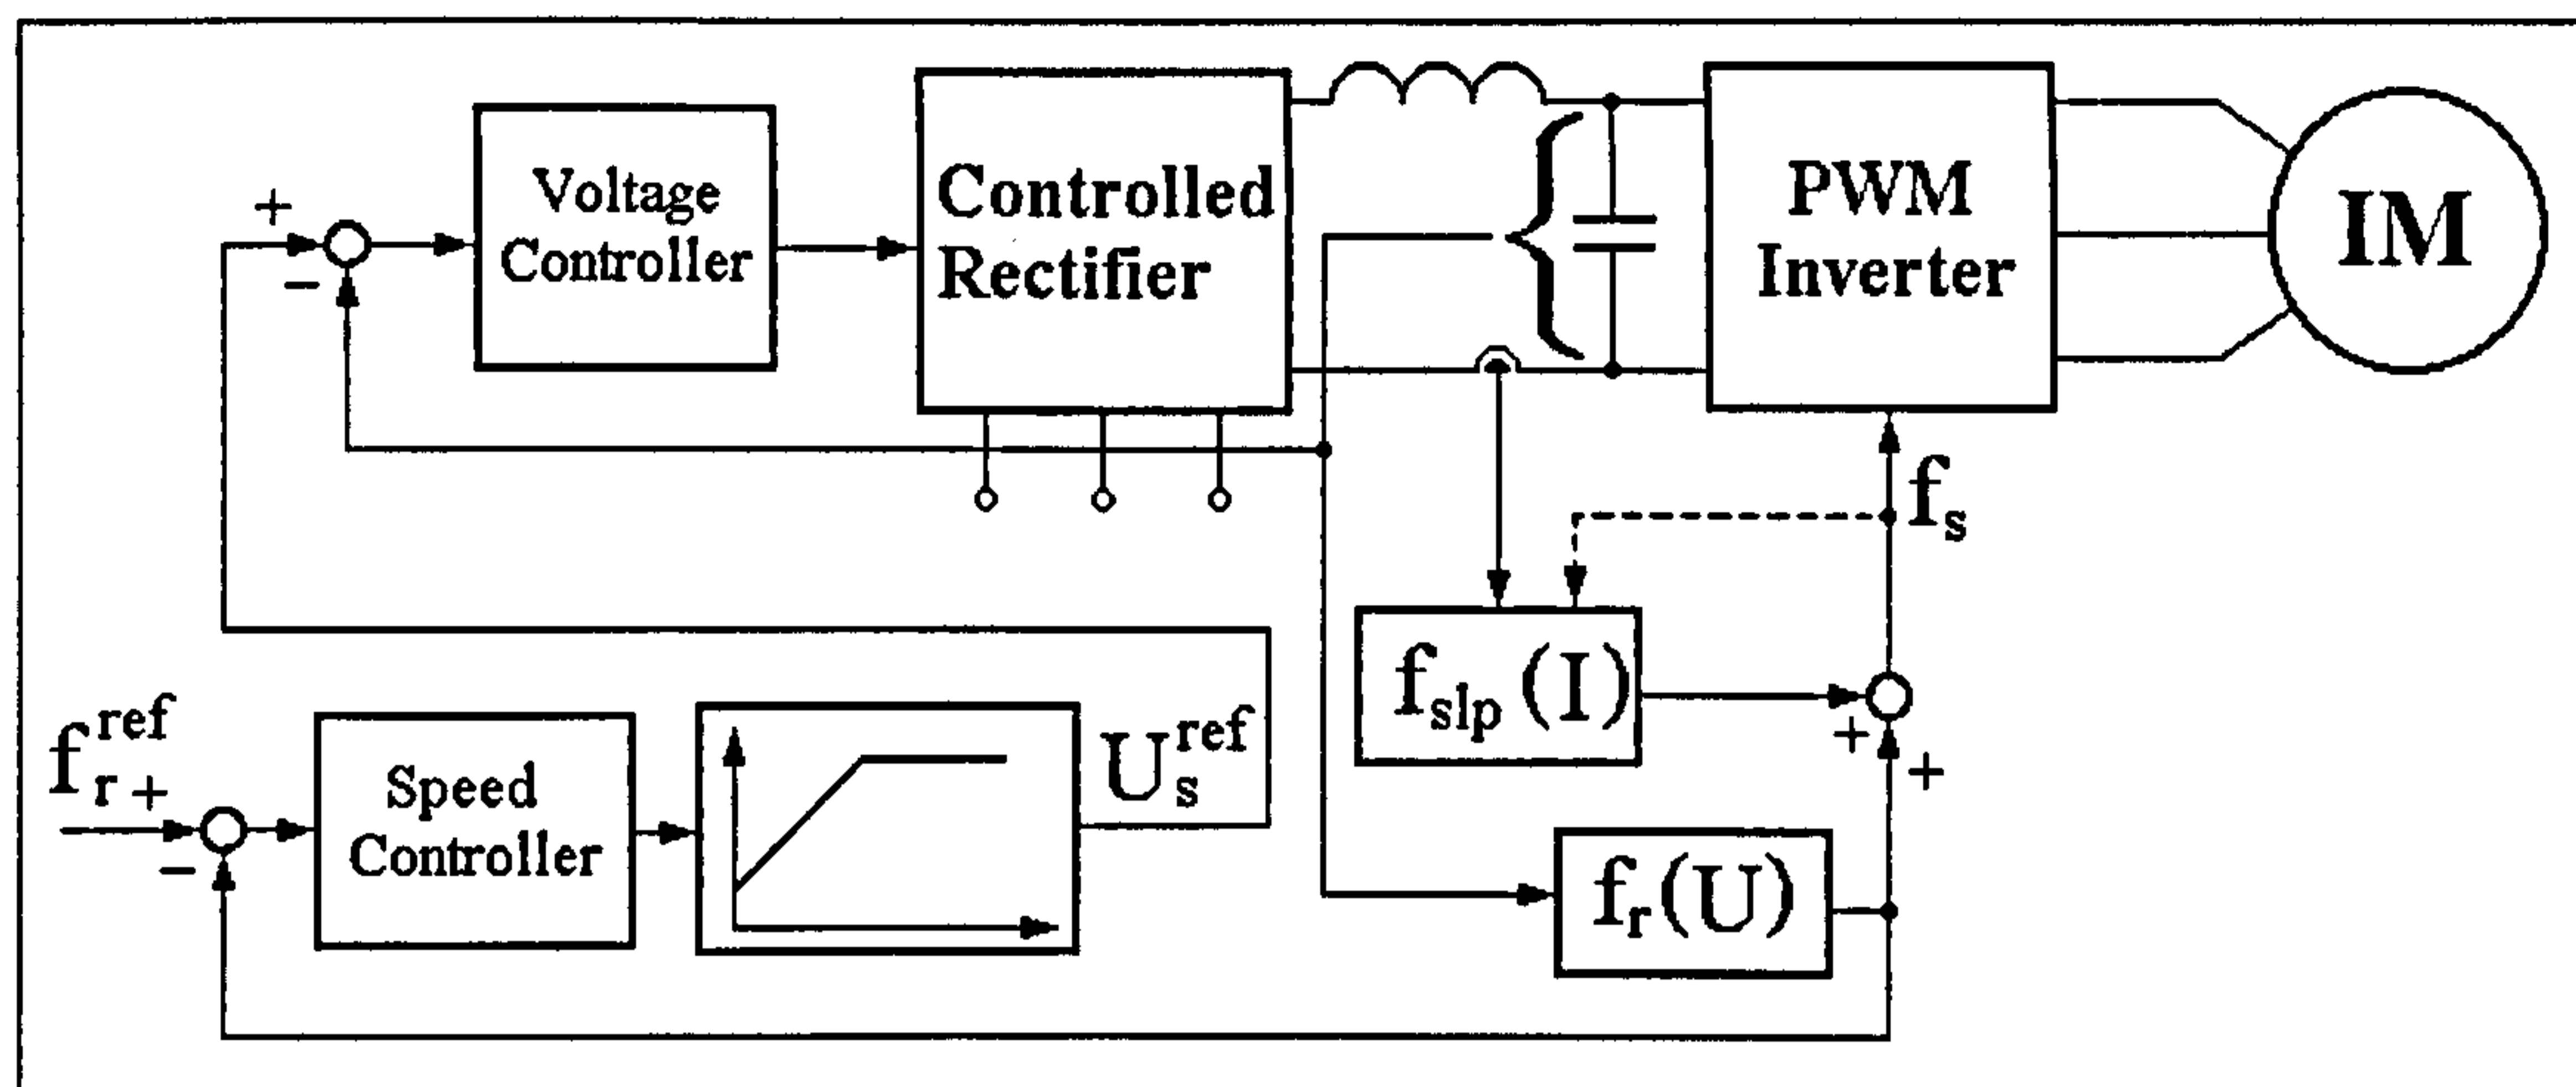 Voltage
Controller
Controlled
Rectifier
PWM
Inverter
IM
+
−
f_s
f_slp (I)
+
+
f_r^ref
+
−
Speed
Controller
U_s^ref
f_r(U)